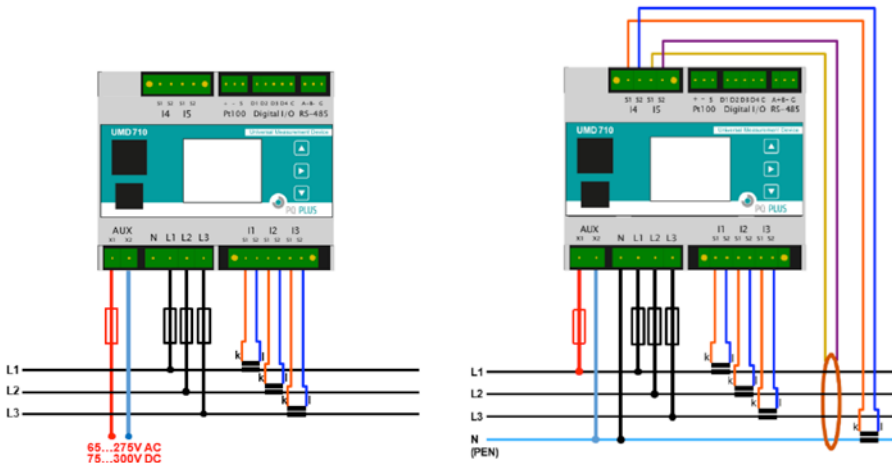 S1 S2 S1 S2
I4 I5
+ - S D1 D2 D3 D4 C A+B- G
Pt100 Digital I/O RS-485
UMD 710
Universal Measurement Device
PQ PLUS
AUX
X1 X2
N L1 L2 L3
I1 I2 I3
S1 S2 S1 S2 S1 S2
k l
L1
k l
L2
k l
L3
65...275V AC
75...300V DC
S1 S2 S1 S2
I4 I5
+ - S D1 D2 D3 D4 C A+B- G
Pt100 Digital I/O RS-485
UMD 710
Universal Measurement Device
PQ PLUS
AUX
X1 X2
N L1 L2 L3
I1 I2 I3
S1 S2 S1 S2 S1 S2
k l
L1
k l
L2
k l
L3
k l
N
(PEN)